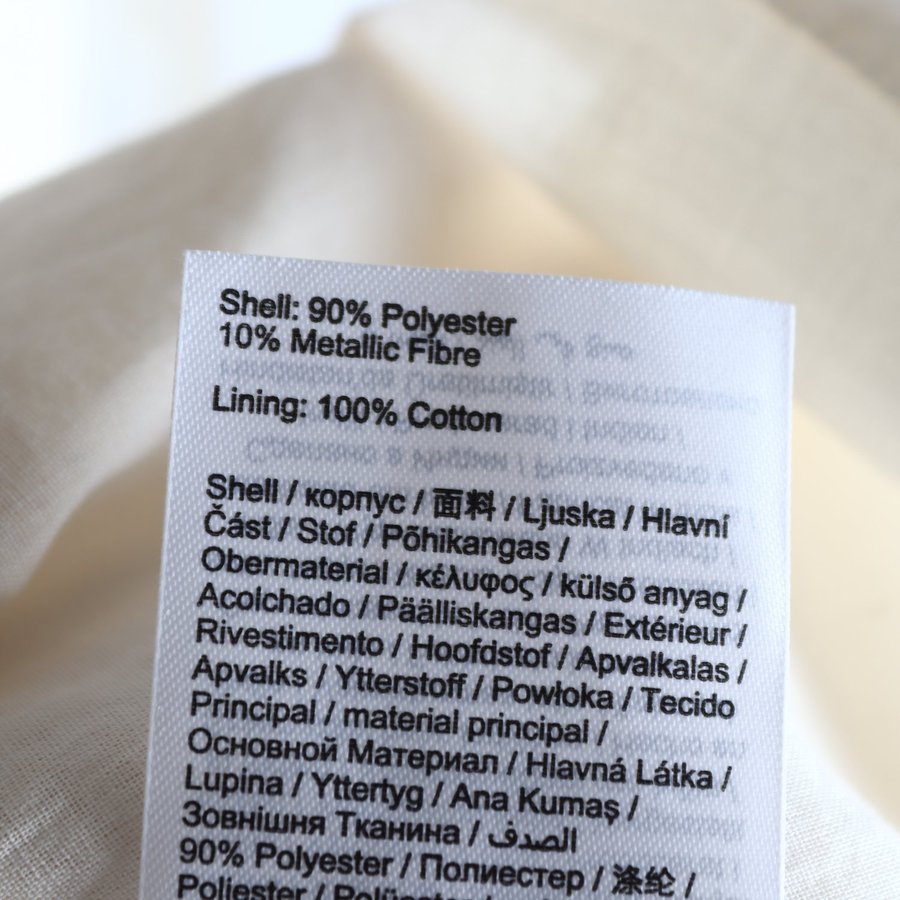 Shell: 90% Polyester
10% Metallic Fibre
Lining: 100% Cotton
Shell / корпус / 面料 / Ljuska / Hlavní
Část / Stof / Põhikangas /
Obermaterial / κέλυφος / külső anyag /
Acolchado / Päälliskangas / Extérieur /
Rivestimento / Hoofdstof / Apvalkalas /
Apvalks / Ytterstoff / Powłoka / Tecido
Principal / material principal /
Основной Материал / Hlavná Látka /
Lupina / Yttertyg / Ana Kumaş /
Зовнішня Тканина / الصدف
90% Polyester / Полиестер / 涤纶 /
Poliester /